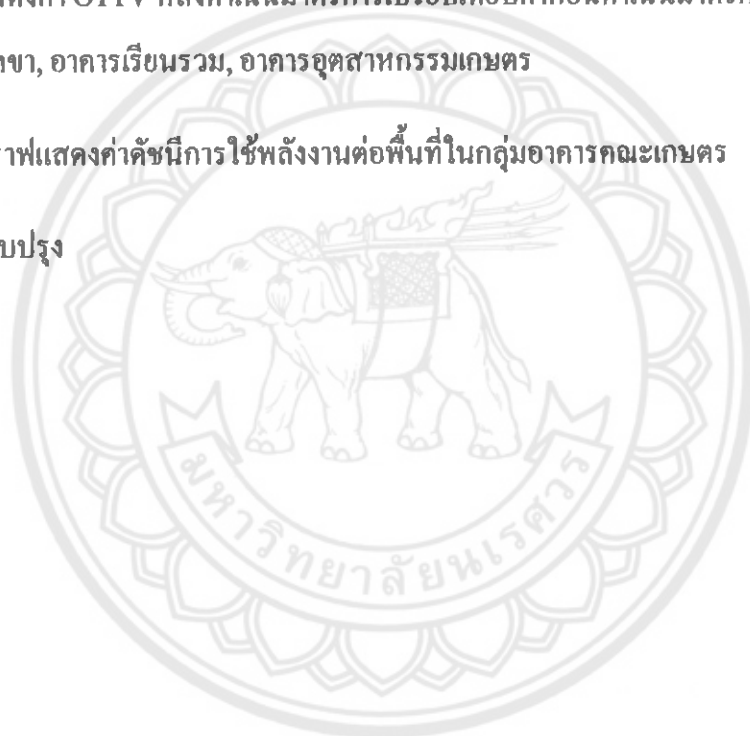 OTTV
ขา, อาคารเรียนรวม, อาคารอุตสาหกรรมเกษตร
าฟแสดงค่าดัชนีการใช้พลังงานต่อพื้นที่ในกลุ่มอาคารคณะเกษตร
บปรุง
มหาวิทยาลัยนเรศวร